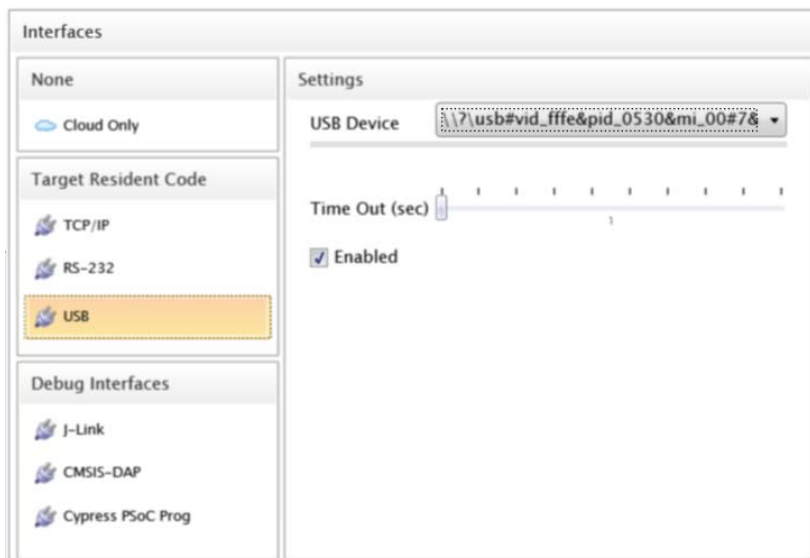 Interfaces
None
Cloud Only
Target Resident Code
TCP/IP
RS-232
USB
Debug Interfaces
J-Link
CMSIS-DAP
Cypress PSoC Prog
Settings
USB Device \\?\usb#vid_fffe&pid_0530&mi_00#7&
Time Out (sec)
1
Enabled